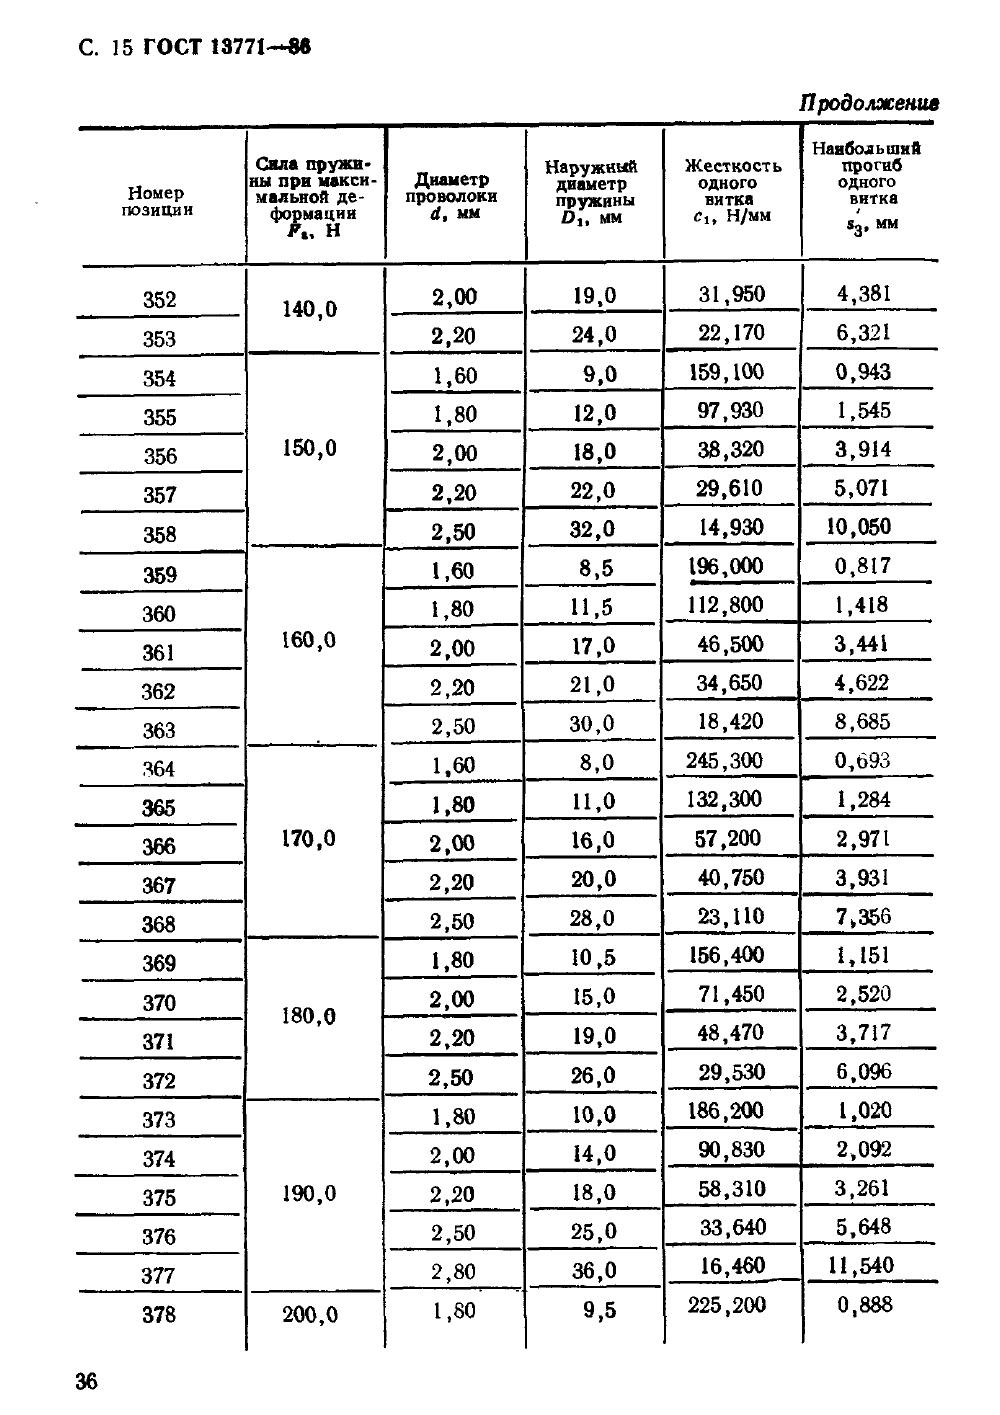 С. 15 ГОСТ 13771—86
Продолжение
Номер позиции | Сила пружины при максимальной деформации P₃, Н | Диаметр проволоки d, мм | Наружный диаметр пружины D₁, мм | Жесткость одного витка c₁, Н/мм | Наибольший прогиб одного витка s′₃, мм
352 | 140,0 | 2,00 | 19,0 | 31,950 | 4,381
353 | 2,20 | 24,0 | 22,170 | 6,321
354 | 150,0 | 1,60 | 9,0 | 159,100 | 0,943
355 | 1,80 | 12,0 | 97,930 | 1,545
356 | 2,00 | 18,0 | 38,320 | 3,914
357 | 2,20 | 22,0 | 29,610 | 5,071
358 | 2,50 | 32,0 | 14,930 | 10,050
359 | 160,0 | 1,60 | 8,5 | 196,000 | 0,817
360 | 1,80 | 11,5 | 112,800 | 1,418
361 | 2,00 | 17,0 | 46,500 | 3,441
362 | 2,20 | 21,0 | 34,650 | 4,622
363 | 2,50 | 30,0 | 18,420 | 8,685
364 | 170,0 | 1,60 | 8,0 | 245,300 | 0,693
365 | 1,80 | 11,0 | 132,300 | 1,284
366 | 2,00 | 16,0 | 57,200 | 2,971
367 | 2,20 | 20,0 | 40,750 | 3,931
368 | 2,50 | 28,0 | 23,110 | 7,356
369 | 180,0 | 1,80 | 10,5 | 156,400 | 1,151
370 | 2,00 | 15,0 | 71,450 | 2,520
371 | 2,20 | 19,0 | 48,470 | 3,717
372 | 2,50 | 26,0 | 29,530 | 6,096
373 | 190,0 | 1,80 | 10,0 | 186,200 | 1,020
374 | 2,00 | 14,0 | 90,830 | 2,092
375 | 2,20 | 18,0 | 58,310 | 3,261
376 | 2,50 | 25,0 | 33,640 | 5,648
377 | 2,80 | 36,0 | 16,460 | 11,540
378 | 200,0 | 1,80 | 9,5 | 225,200 | 0,888
36